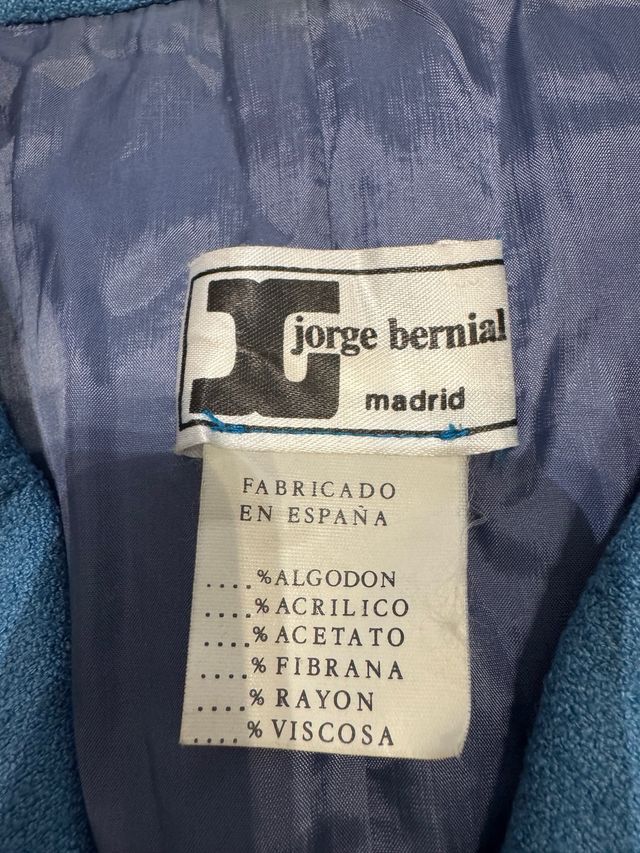 jorge bernial
madrid
FABRICADO
EN ESPAÑA
....%ALGODON
....%ACRILICO
....%ACETATO
....%FIBRANA
....%RAYON
....%VISCOSA